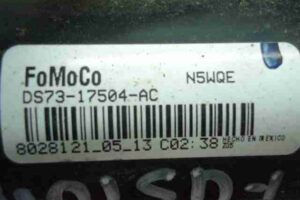 FoMoCo N5WQE
DS73-17504-AC
8028121_05_13 C02:38 HECHO EN MEXICO